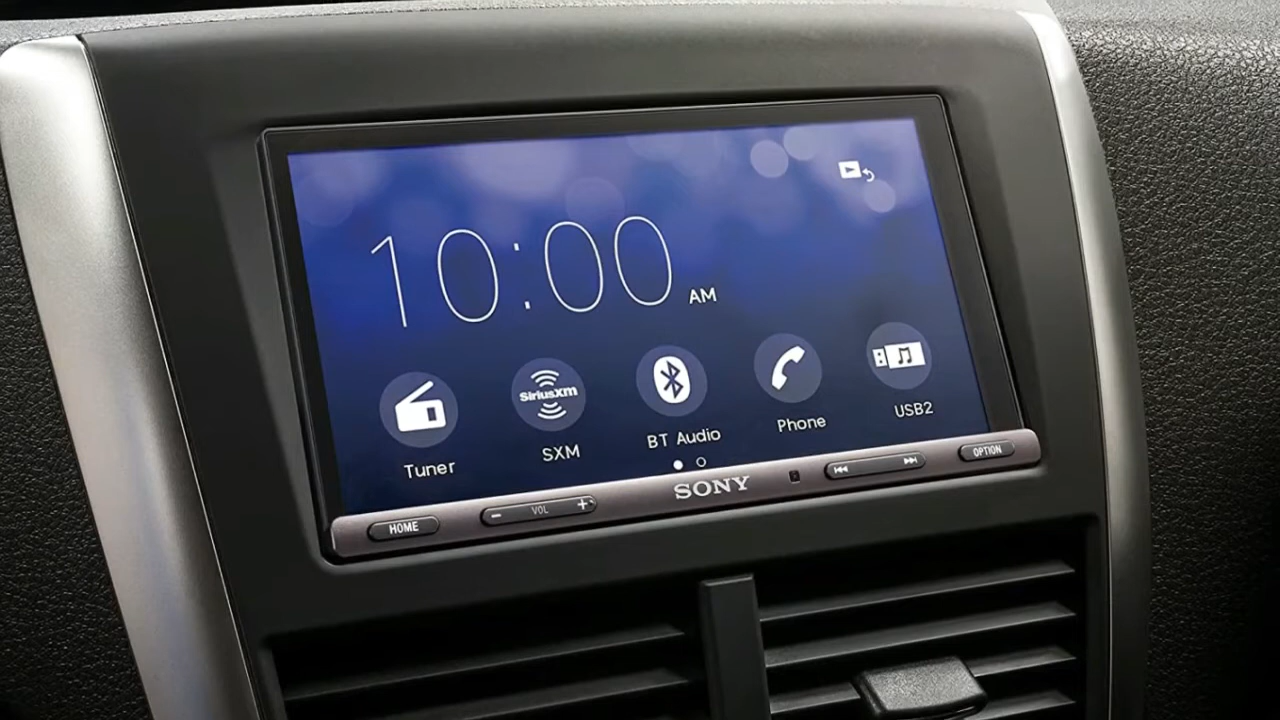 10:00 AM
SiriusXM
Tuner
SXM
BT Audio
Phone
USB2
HOME
− VOL +
SONY
OPTION